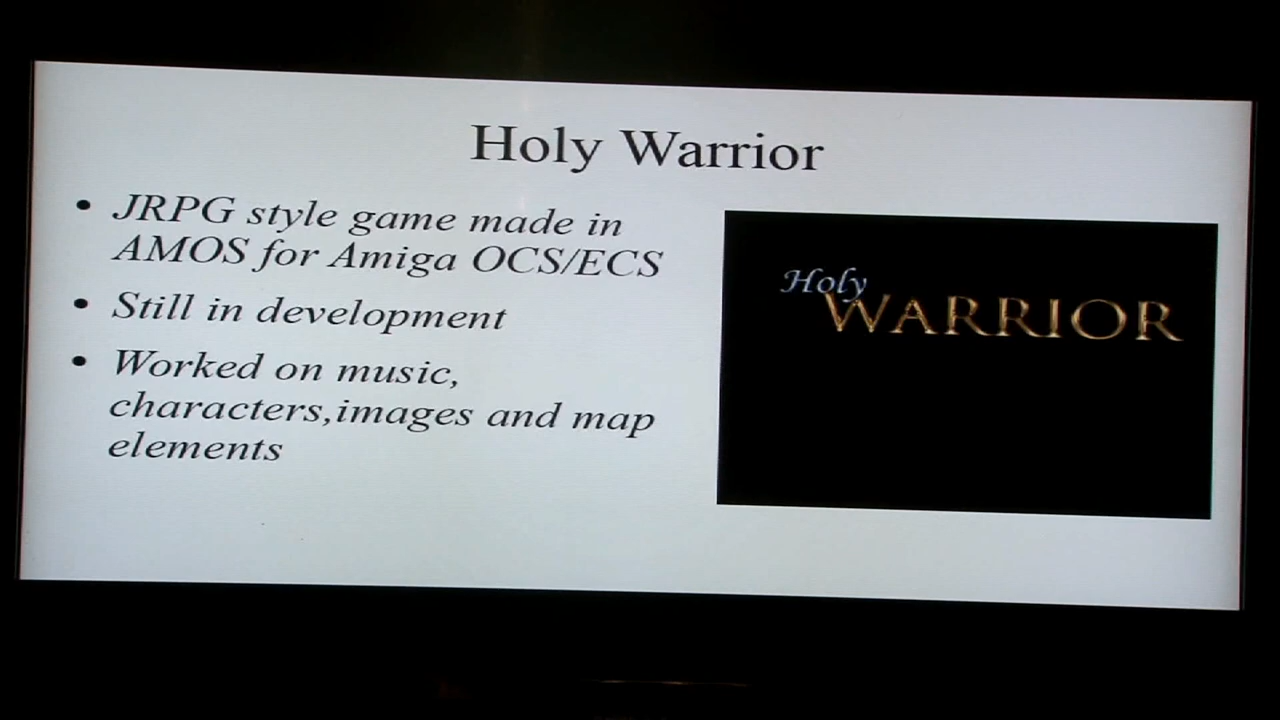 Holy Warrior
• JRPG style game made in
AMOS for Amiga OCS/ECS
• Still in development
• Worked on music,
characters,images and map
elements
Holy
WARRIOR